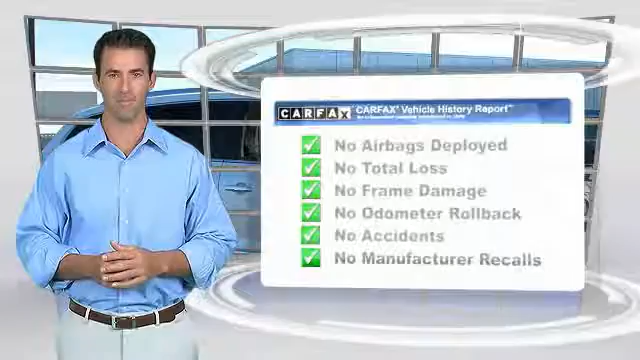 CARFAX CARFAX® Vehicle History Report™
No Airbags Deployed
No Total Loss
No Frame Damage
No Odometer Rollback
No Accidents
No Manufacturer Recalls